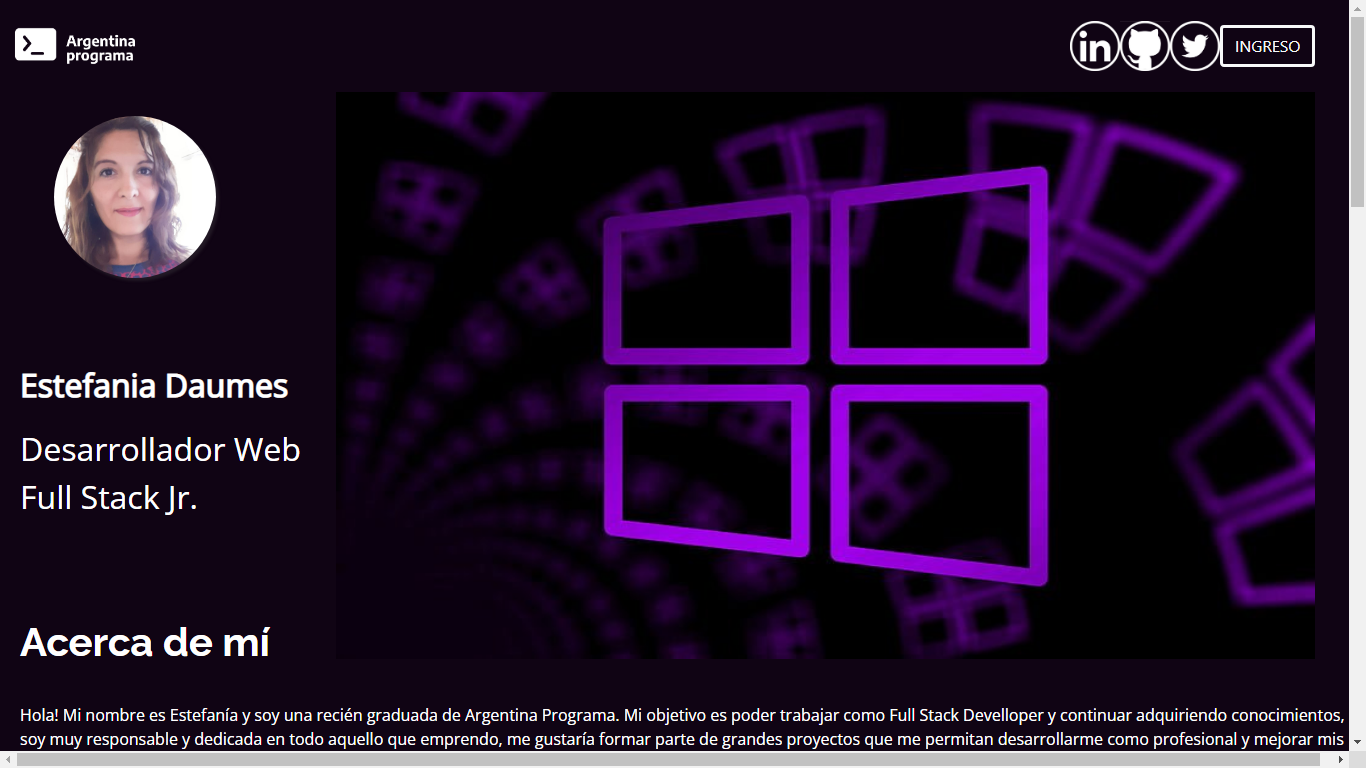 Argentina
programa
in
INGRESO
Estefania Daumes
Desarrollador Web
Full Stack Jr.
Acerca de mí
Hola! Mi nombre es Estefanía y soy una recién graduada de Argentina Programa. Mi objetivo es poder trabajar como Full Stack Develloper y continuar adquiriendo conocimientos,
soy muy responsable y dedicada en todo aquello que emprendo, me gustaría formar parte de grandes proyectos que me permitan desarrollarme como profesional y mejorar mis